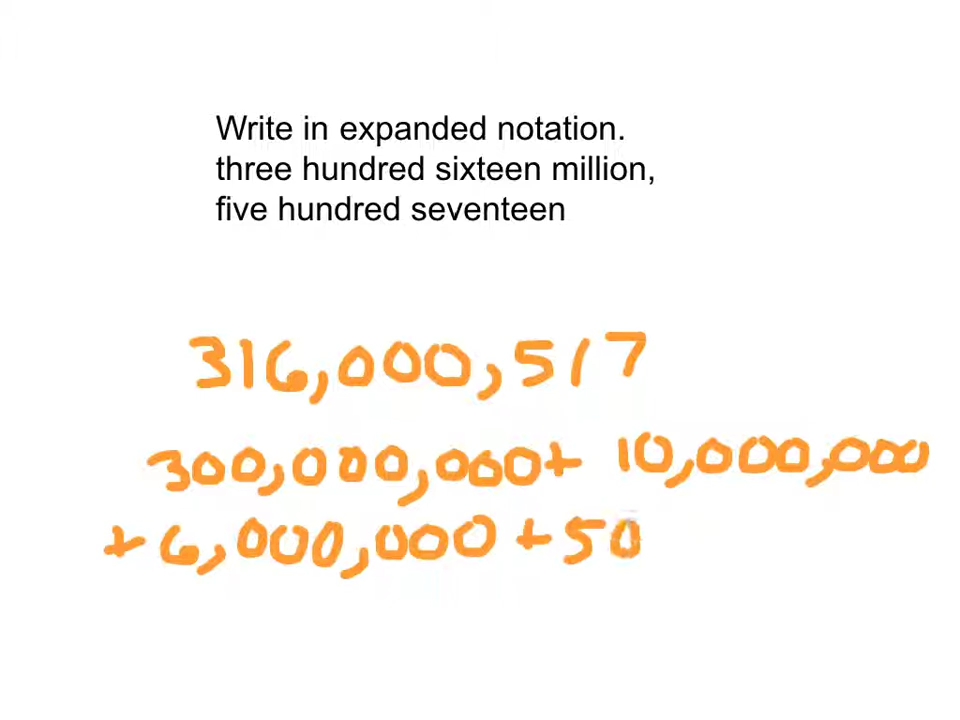 Write in expanded notation.
three hundred sixteen million,
five hundred seventeen
316,000,517
300,000,000+ 10,000,000
+6,000,000 +50